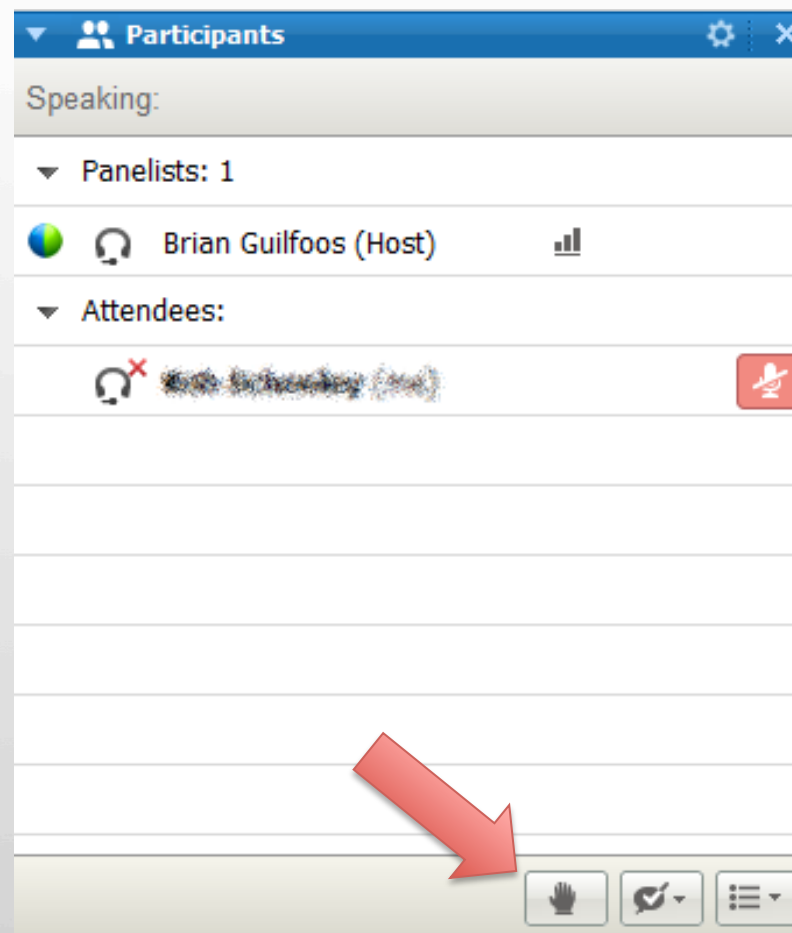 Participants
Speaking:
Panelists: 1
Brian Guilfoos (Host)
Attendees: